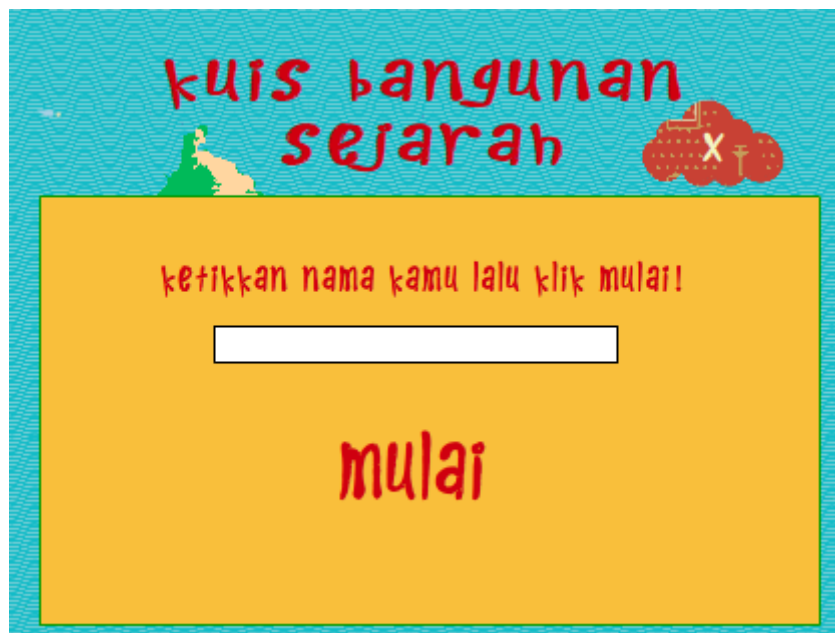 kuis bangunan
sejarah
X
ketikkan nama kamu lalu klik mulai!
mulai